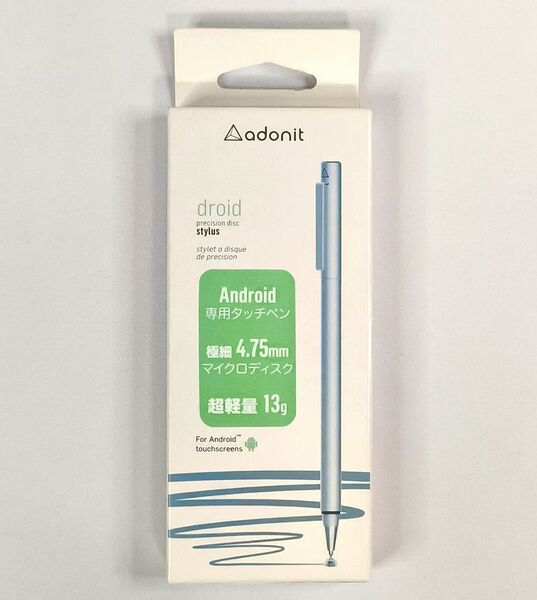 adonit
droid
precision disc
stylus
stylet a disque
de precision
Android
専用タッチペン
極細 4.75mm
マイクロディスク
超軽量 13g
For Android™
touchscreens